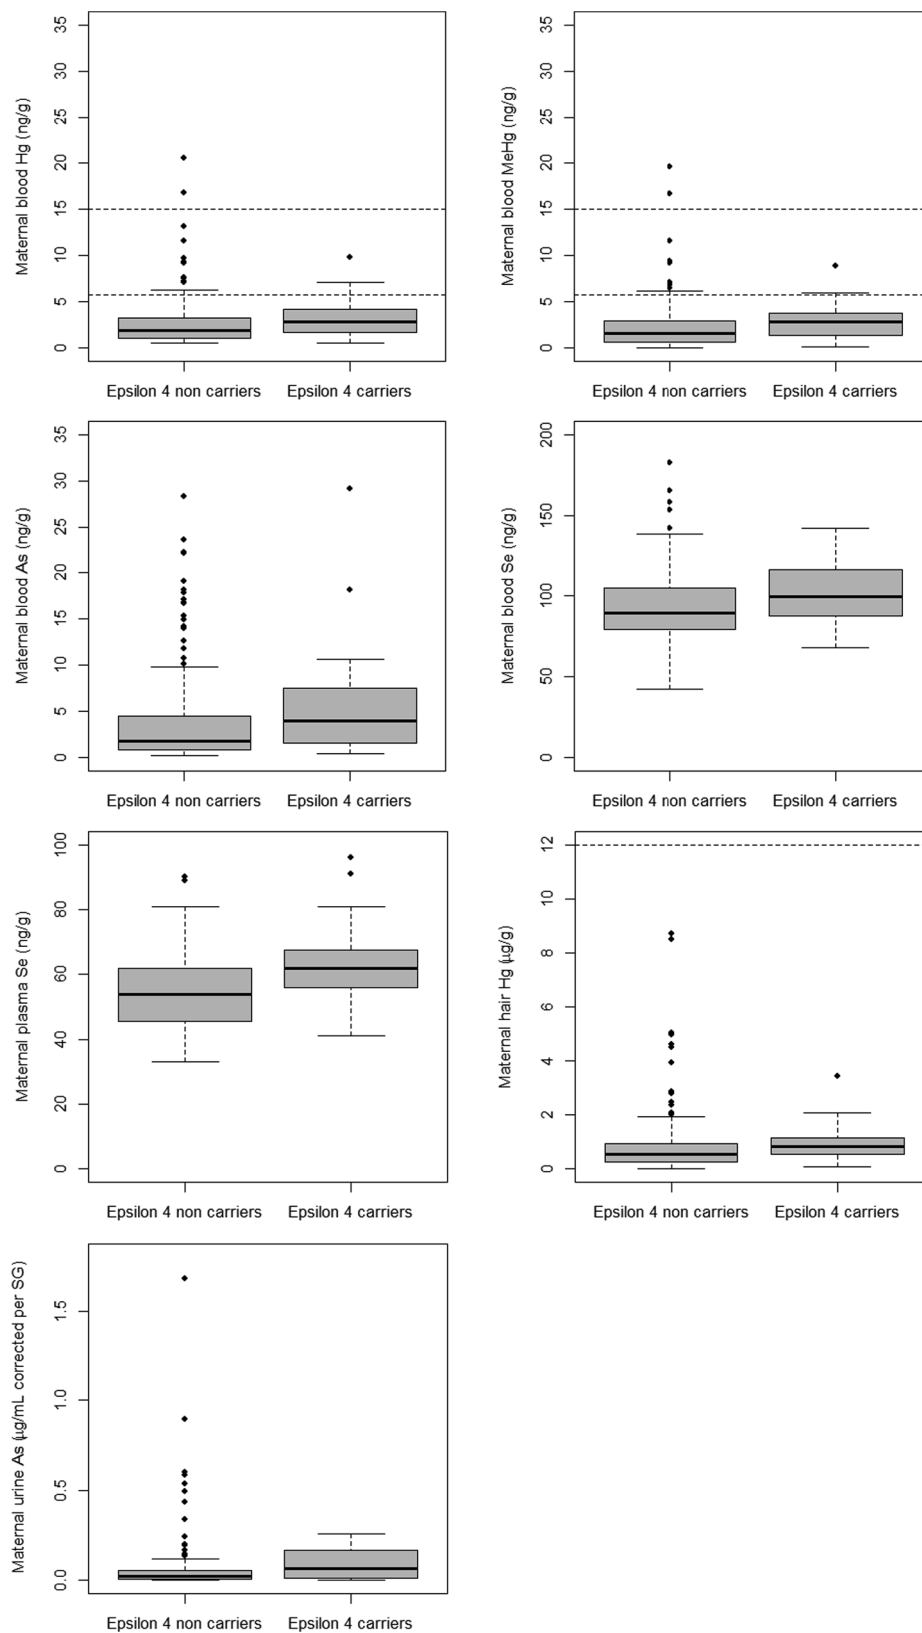 Maternal blood Hg (ng/g)
35
30
25
20
15
10
5
0
Epsilon 4 non carriers
Epsilon 4 carriers
Maternal blood MeHg (ng/g)
35
30
25
20
15
10
5
0
Epsilon 4 non carriers
Epsilon 4 carriers
Maternal blood As (ng/g)
35
30
25
20
15
10
5
0
Epsilon 4 non carriers
Epsilon 4 carriers
Maternal blood Se (ng/g)
200
150
100
50
0
Epsilon 4 non carriers
Epsilon 4 carriers
Maternal plasma Se (ng/g)
100
80
60
40
20
0
Epsilon 4 non carriers
Epsilon 4 carriers
Maternal hair Hg (µg/g)
12
10
8
6
4
2
0
Epsilon 4 non carriers
Epsilon 4 carriers
Maternal urine As (µg/mL corrected per SG)
1.5
1.0
0.5
0.0
Epsilon 4 non carriers
Epsilon 4 carriers